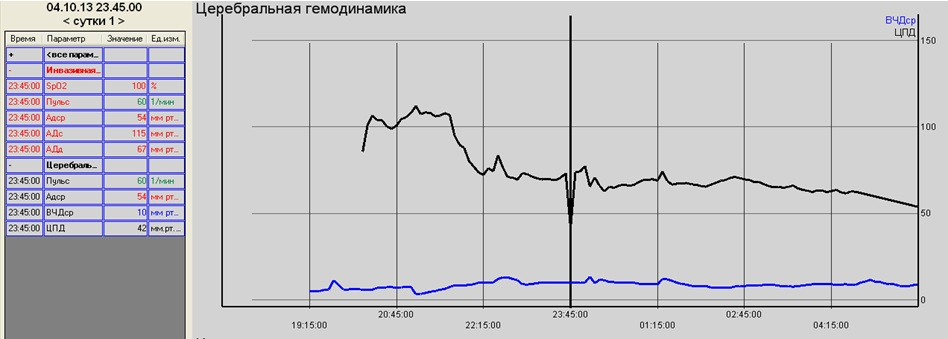 04.10.13 23.45.00
< сутки 1 >
Время Параметр Значение Ед.изм.
+ <все парам...
- Инвазивная...
23:45:00 SpO2 100 %
23:45:00 Пульс 60 1/мин
23:45:00 Адср 54 мм рт...
23:45:00 АДс 115 мм рт...
23:45:00 АДд 67 мм рт...
- Церебраль...
23:45:00 Пульс 60 1/мин
23:45:00 Адср 54 мм рт...
23:45:00 ВЧДср 10 мм рт...
23:45:00 ЦПД 42 мм.рт...
Церебральная гемодинамика
ВЧДср
ЦПД
150
100
50
0
19:15:00 20:45:00 22:15:00 23:45:00 01:15:00 02:45:00 04:15:00